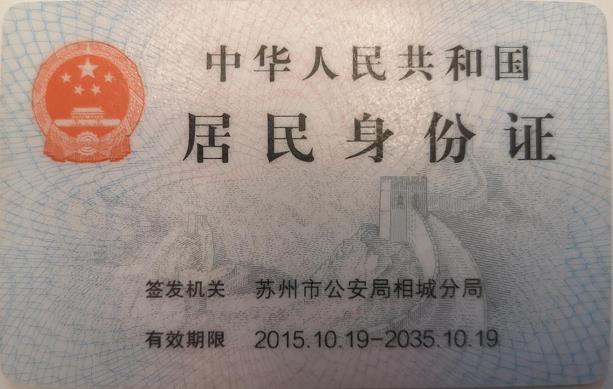 中华人民共和国
居民身份证
签发机关 苏州市公安局相城分局
有效期限 2015.10.19-2035.10.19